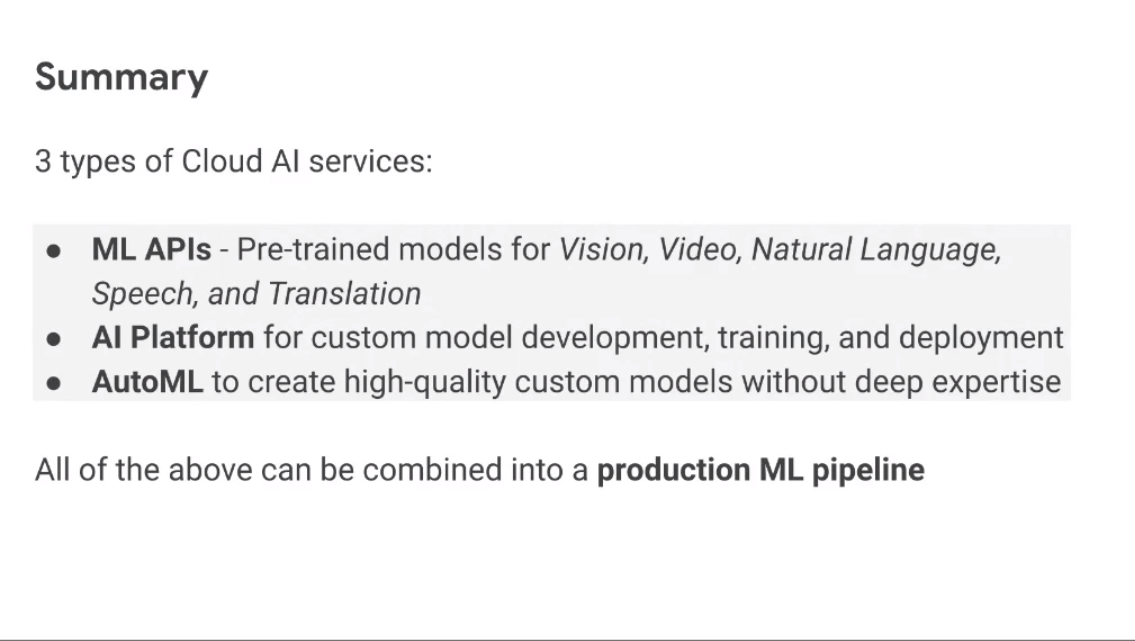 Summary
3 types of Cloud AI services:
● ML APIs - Pre-trained models for Vision, Video, Natural Language,
Speech, and Translation
● AI Platform for custom model development, training, and deployment
● AutoML to create high-quality custom models without deep expertise
All of the above can be combined into a production ML pipeline